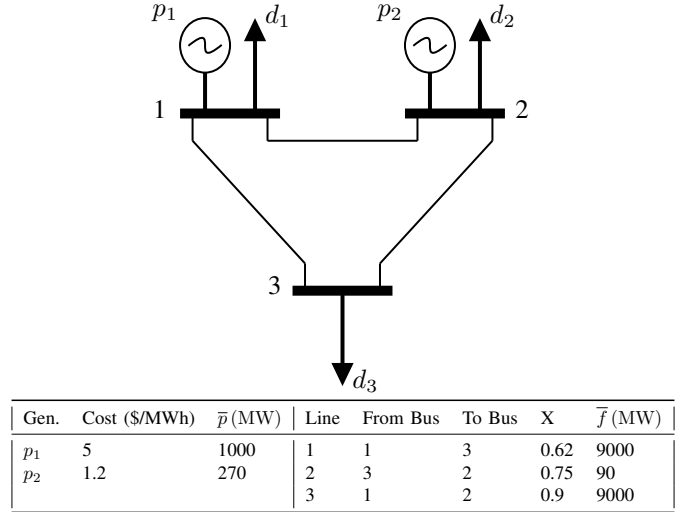 p₁ d₁ p₂ d₂
1 2
3
d₃
Gen. Cost ($/MWh) p̅ (MW) Line From Bus To Bus X f̅ (MW)
p₁ 5 1000 1 1 3 0.62 9000
p₂ 1.2 270 2 3 2 0.75 90
3 1 2 0.9 9000